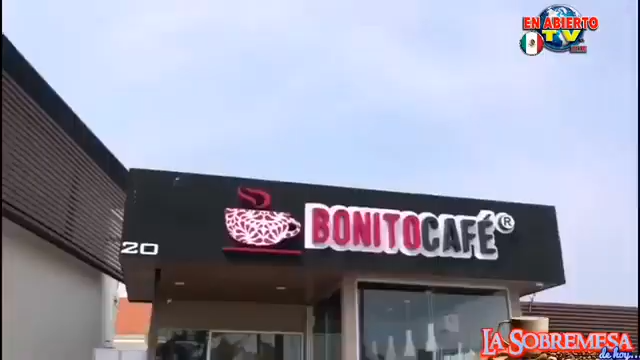 EN ABIERTO
TV
BONITOCAFÉ®
20
LA SOBREMESA
de hoy...